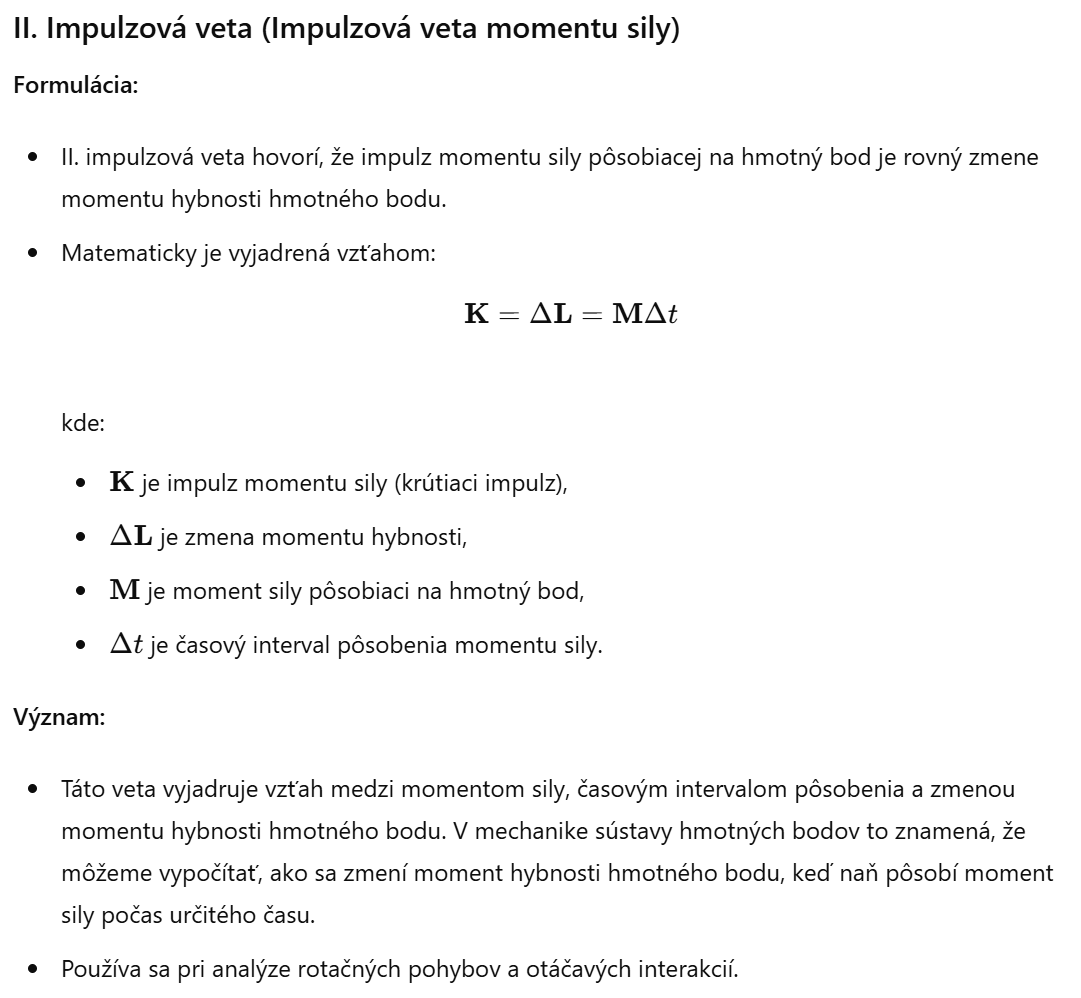 II. Impulzová veta (Impulzová veta momentu sily)
Formulácia:
• II. impulzová veta hovorí, že impulz momentu sily pôsobiacej na hmotný bod je rovný zmene
momentu hybnosti hmotného bodu.
• Matematicky je vyjadrená vzťahom:
K = ΔL = MΔt
kde:
• K je impulz momentu sily (krútiaci impulz),
• ΔL je zmena momentu hybnosti,
• M je moment sily pôsobiaci na hmotný bod,
• Δt je časový interval pôsobenia momentu sily.
Význam:
• Táto veta vyjadruje vzťah medzi momentom sily, časovým intervalom pôsobenia a zmenou
momentu hybnosti hmotného bodu. V mechanike sústavy hmotných bodov to znamená, že
môžeme vypočítať, ako sa zmení moment hybnosti hmotného bodu, keď naň pôsobí moment
sily počas určitého času.
• Používa sa pri analýze rotačných pohybov a otáčavých interakcií.